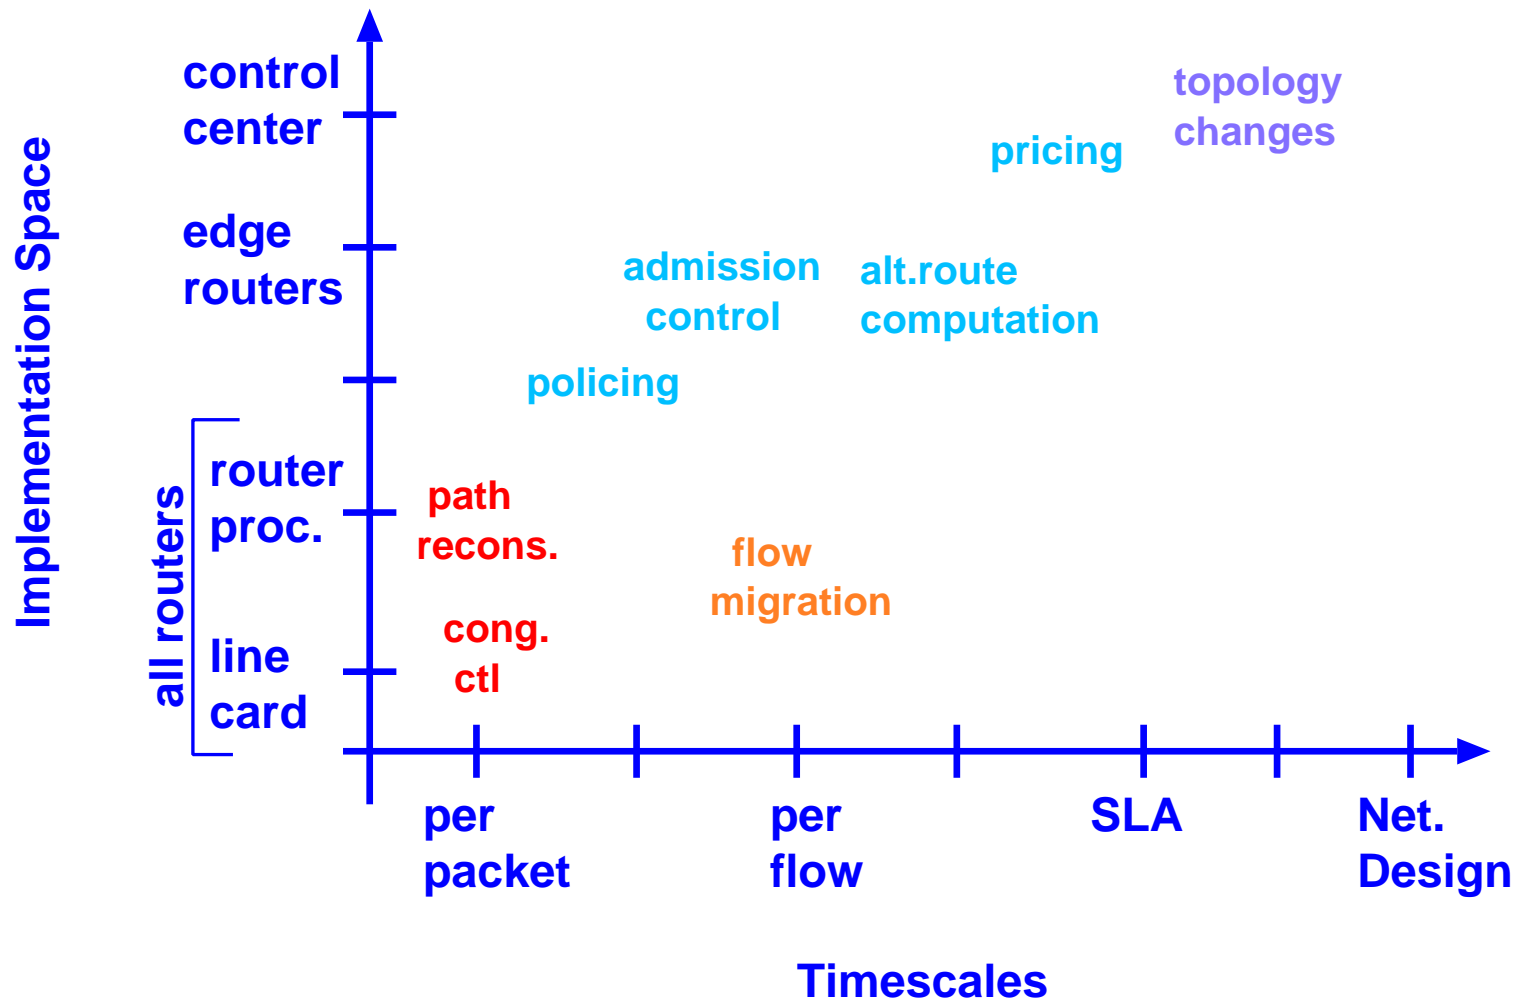 Implementation Space
control
center
edge
routers
all routers
router
proc.
line
card
topology
changes
pricing
admission
control
alt.route
computation
policing
path
recons.
flow
migration
cong.
ctl
per
packet
per
flow
SLA
Net.
Design
Timescales